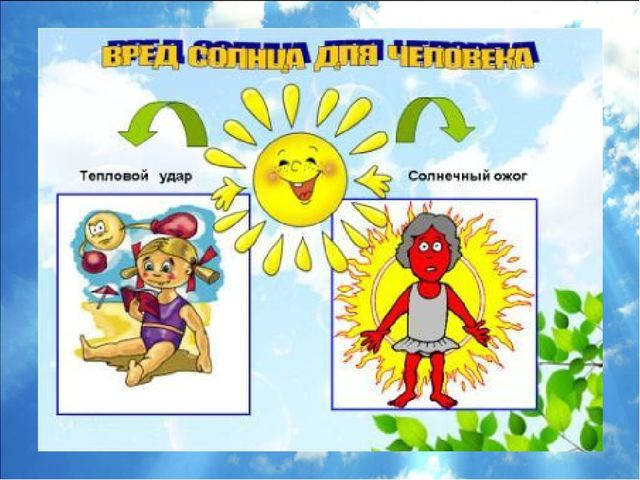 ВРЕД СОЛНЦА ДЛЯ ЧЕЛОВЕКА
Тепловой удар
Солнечный ожог